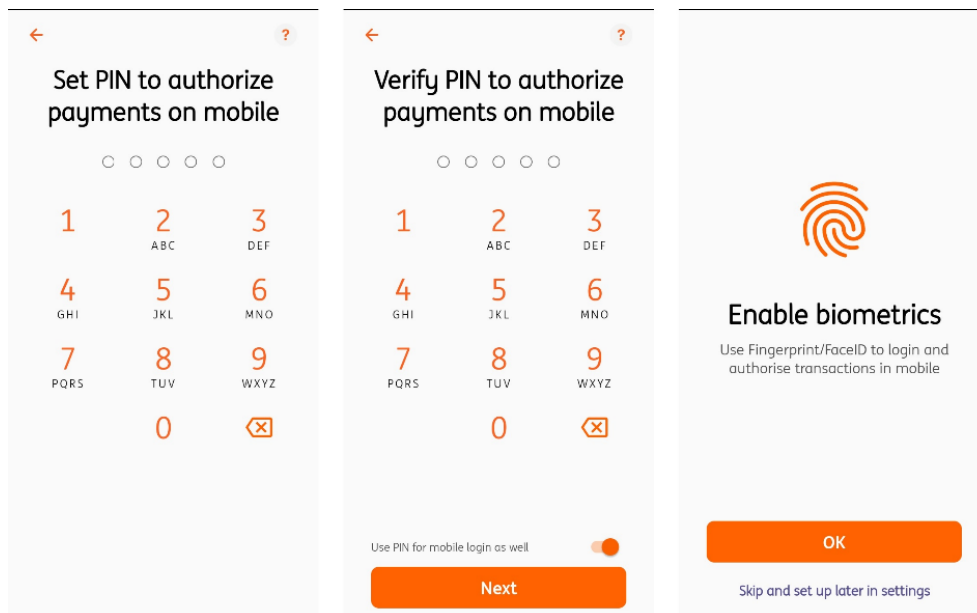 ?
Set PIN to authorize
payments on mobile
1 2 3
ABC DEF
4 5 6
GHI JKL MNO
7 8 9
PQRS TUV WXYZ
0
?
Verify PIN to authorize
payments on mobile
1 2 3
ABC DEF
4 5 6
GHI JKL MNO
7 8 9
PQRS TUV WXYZ
0
Use PIN for mobile login as well
Next
Enable biometrics
Use Fingerprint/FaceID to login and
authorise transactions in mobile
OK
Skip and set up later in settings